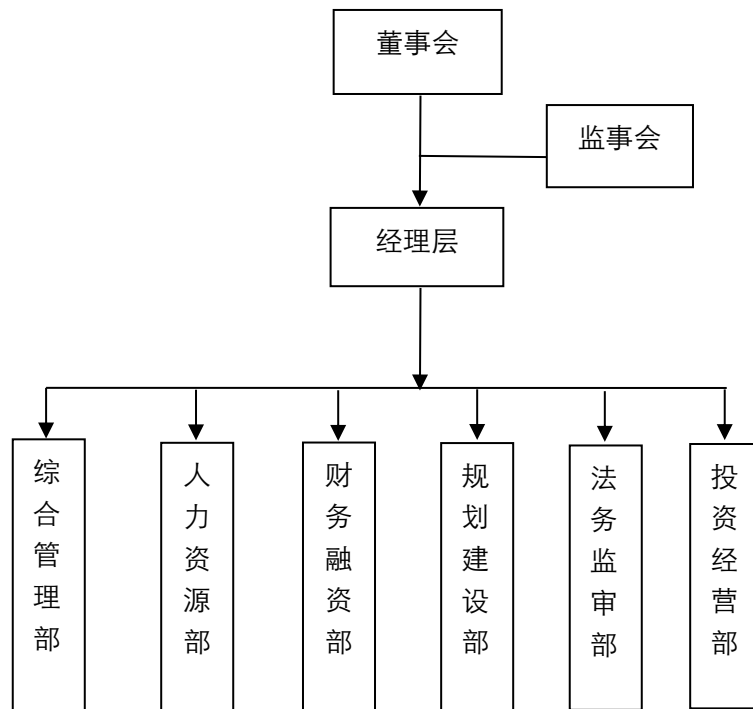 董事会
监事会
经理层
综合管理部
人力资源部
财务融资部
规划建设部
法务监审部
投资经营部